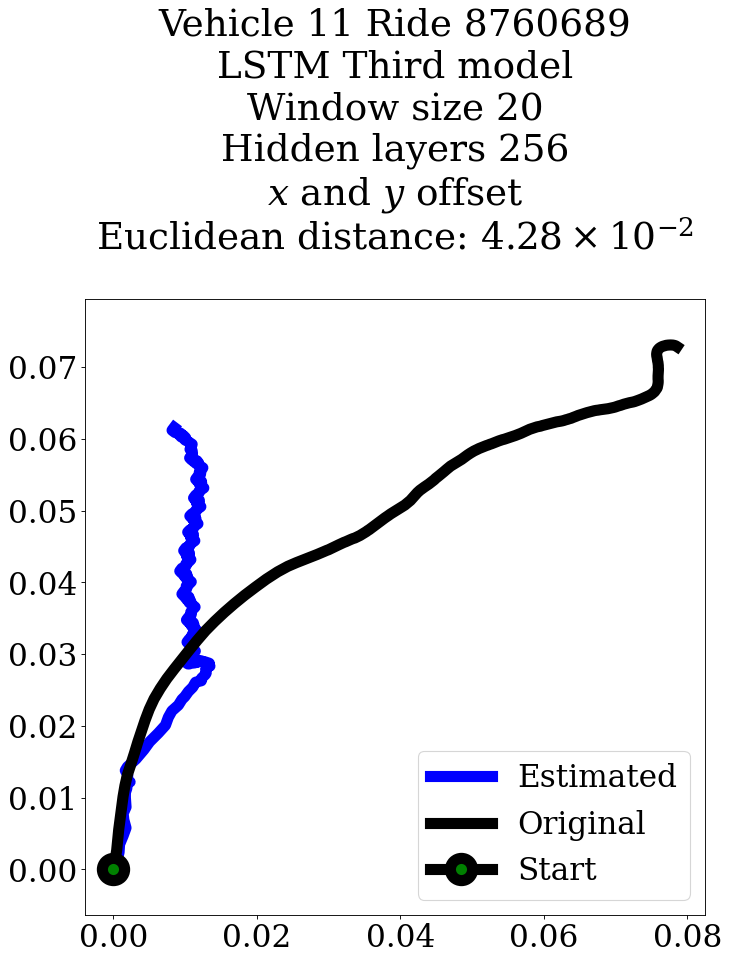 Vehicle 11 Ride 8760689
LSTM Third model
Window size 20
Hidden layers 256
x and y offset
Euclidean distance: 4.28 × 10⁻²
0.07
0.06
0.05
0.04
0.03
0.02
0.01
0.00
Estimated
Original
Start
0.00 0.02 0.04 0.06 0.08